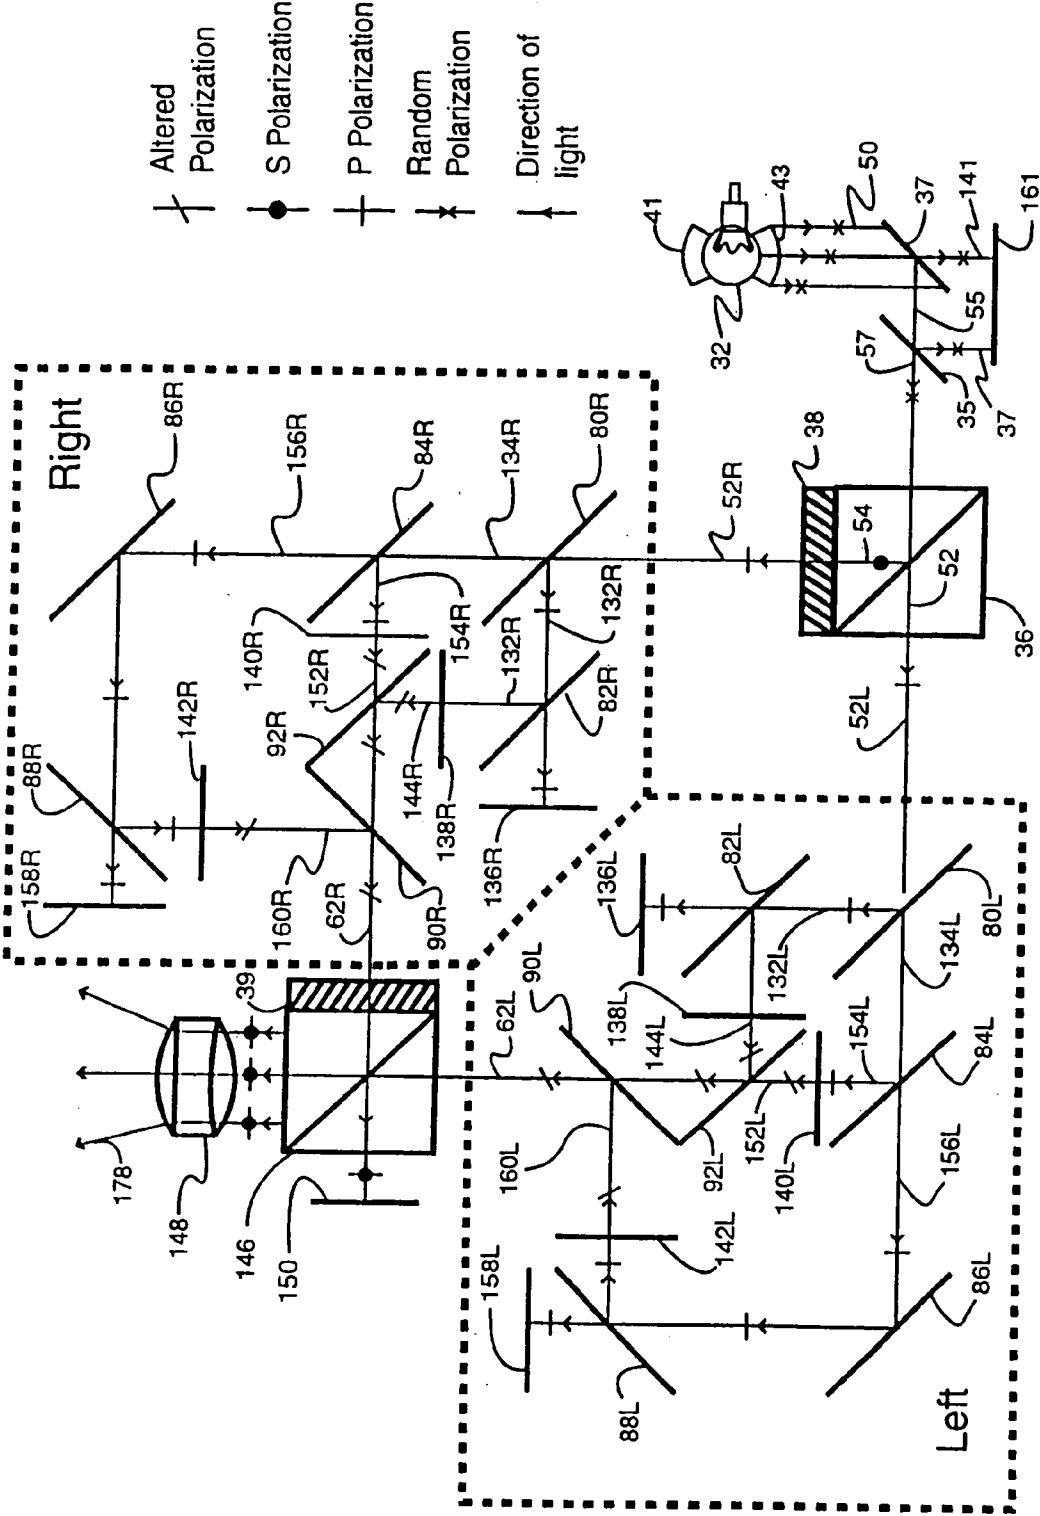 Altered
Polarization
S Polarization
P Polarization
Random
Polarization
Direction of
light
41
32
43
50
37
141
161
55
57
35
37
Right
86R
156R
84R
134R
80R
52R
38
54
52
36
140R
152R
154R
132R
132R
82R
92R
144R
138R
136R
142R
88R
158R
160R
62R
90R
52L
39
62L
90L
136L
82L
138L
132L
144L
80L
134L
154L
84L
178
148
146
150
160L
92L
152L
140L
156L
158L
142L
88L
86L
Left